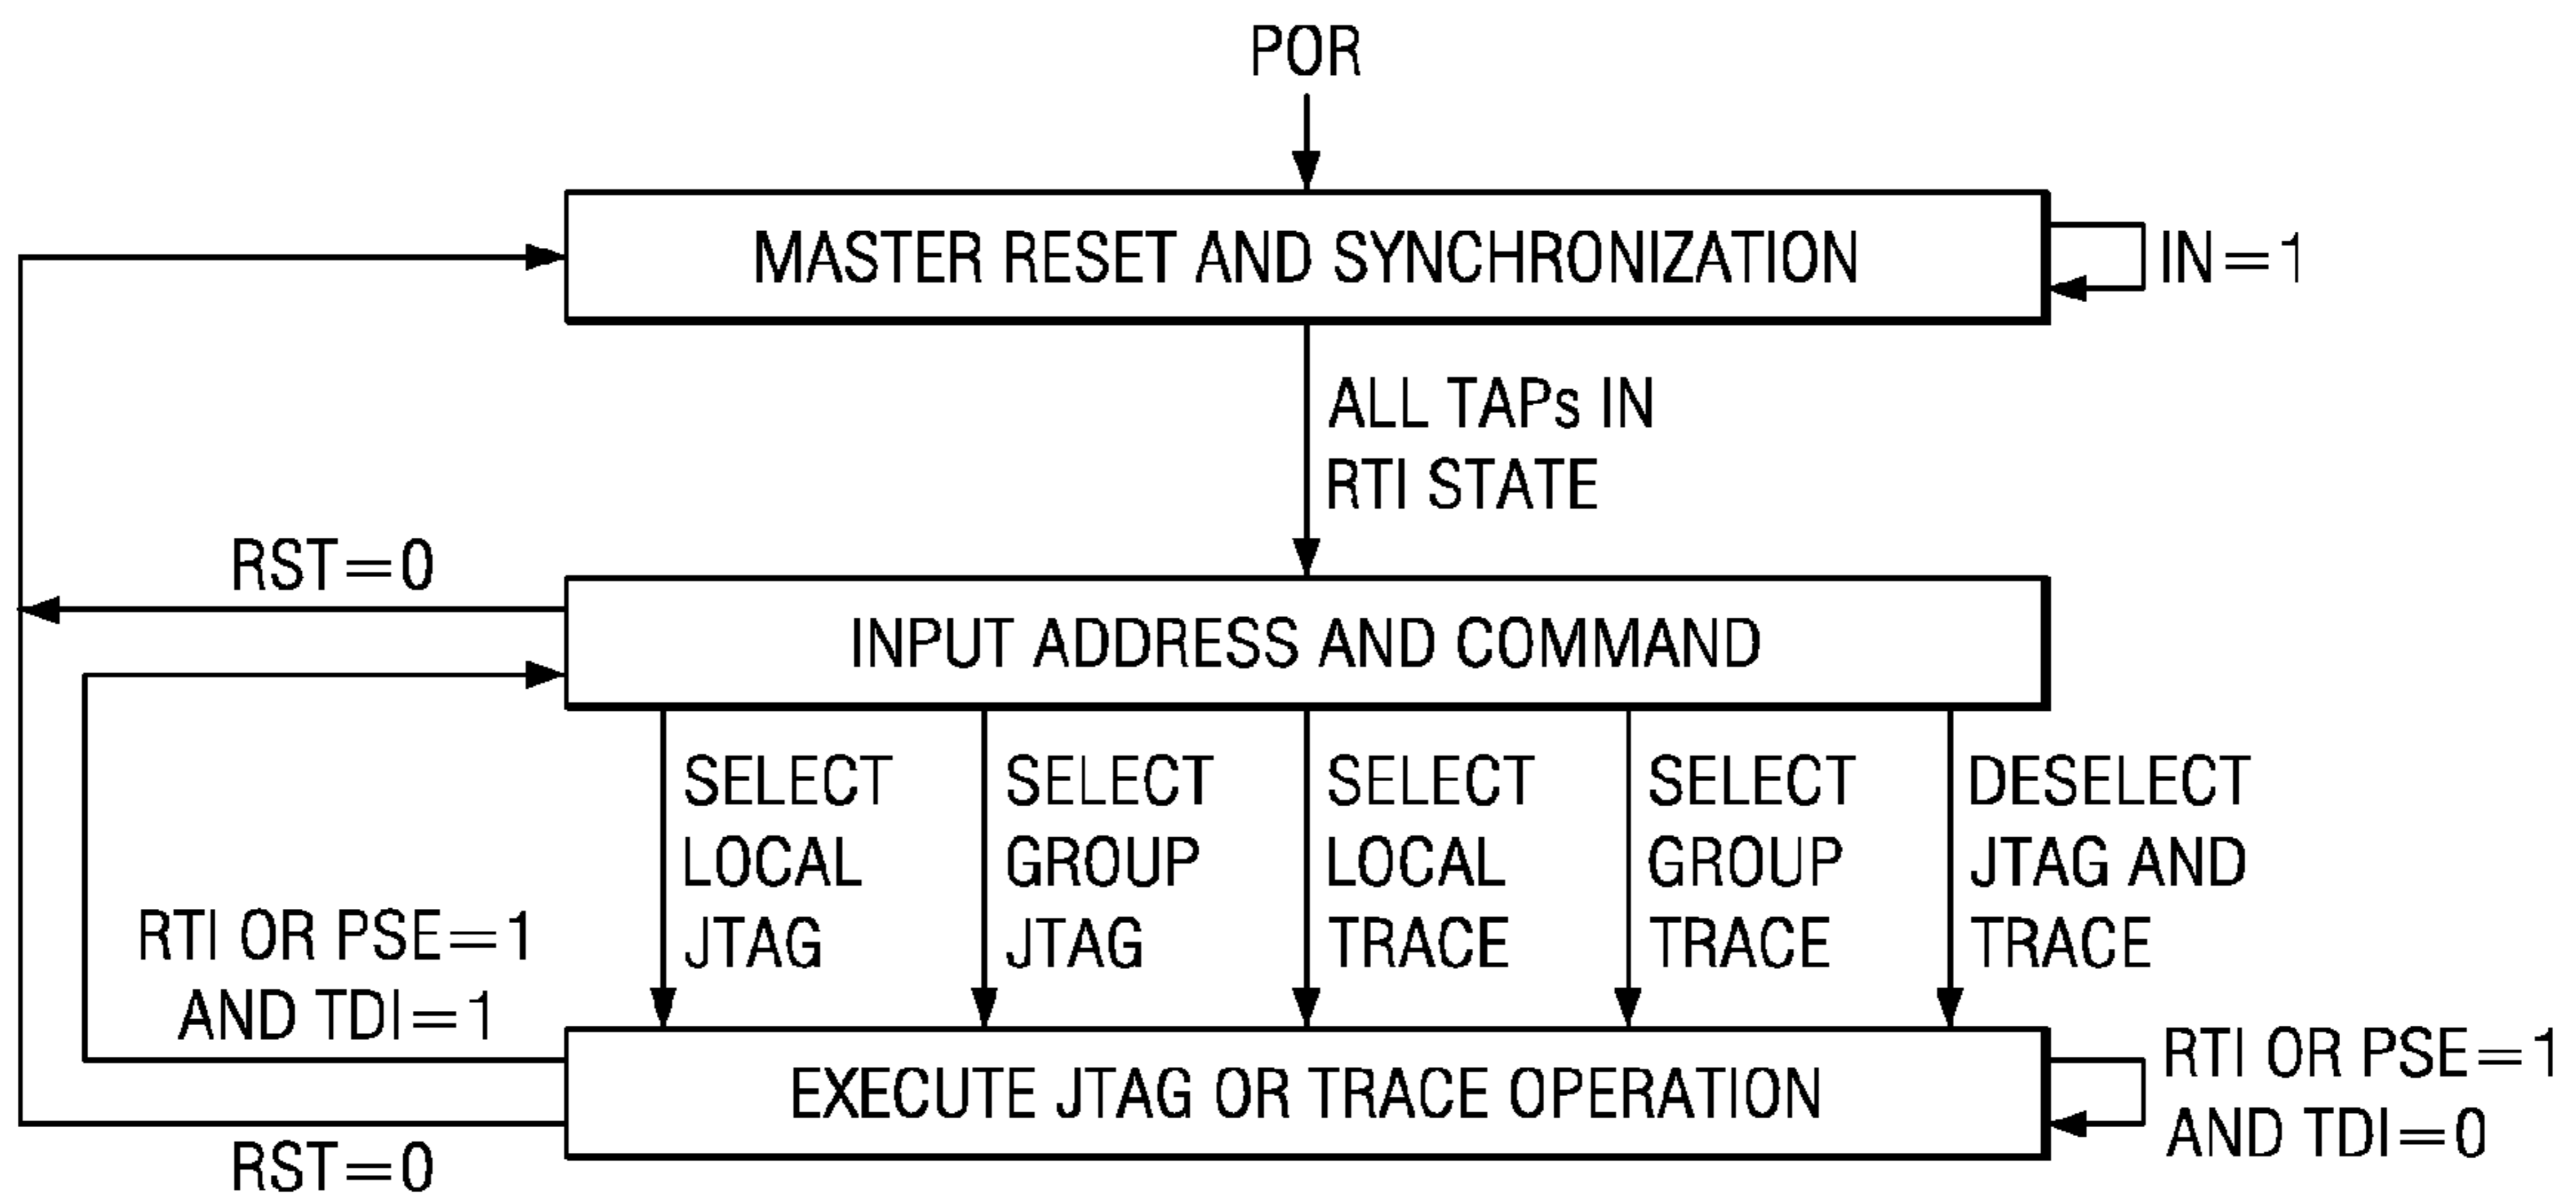 POR
MASTER RESET AND SYNCHRONIZATION
IN=1
ALL TAPs IN
RTI STATE
RST=0
INPUT ADDRESS AND COMMAND
SELECT
LOCAL
JTAG
SELECT
GROUP
JTAG
SELECT
LOCAL
TRACE
SELECT
GROUP
TRACE
DESELECT
JTAG AND
TRACE
RTI OR PSE=1
AND TDI=1
EXECUTE JTAG OR TRACE OPERATION
RTI OR PSE=1
AND TDI=0
RST=0